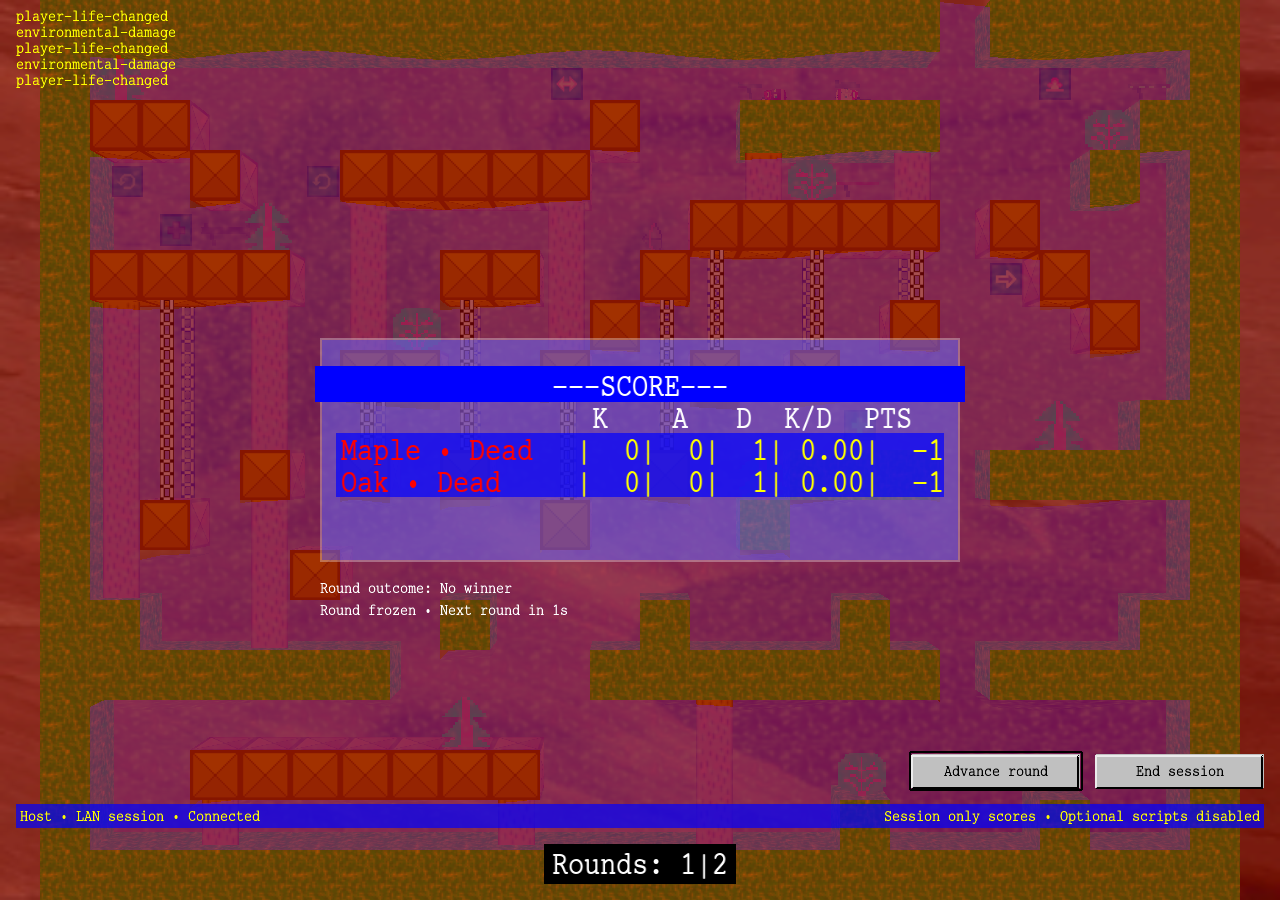 player-life-changed
environmental-damage
player-life-changed
environmental-damage
player-life-changed
---SCORE---
K A D K/D PTS
Maple • Dead | 0| 0| 1| 0.00| -1
Oak • Dead | 0| 0| 1| 0.00| -1
Round outcome: No winner
Round frozen • Next round in 1s
Advance round End session
Host • LAN session • Connected Session only scores • Optional scripts disabled
Rounds: 1|2